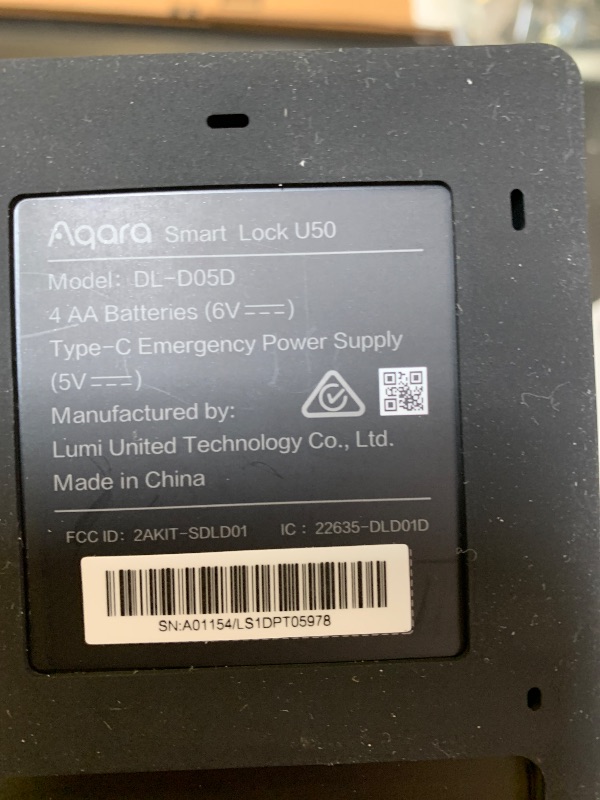 Aqara Smart Lock U50
Model: DL-D05D
4 AA Batteries (6V⎓)
Type-C Emergency Power Supply
(5V⎓)
Manufactured by:
Lumi United Technology Co., Ltd.
Made in China
FCC ID: 2AKIT-SDLD01 IC : 22635-DLD01D
SN:A01154/LS1DPT05978